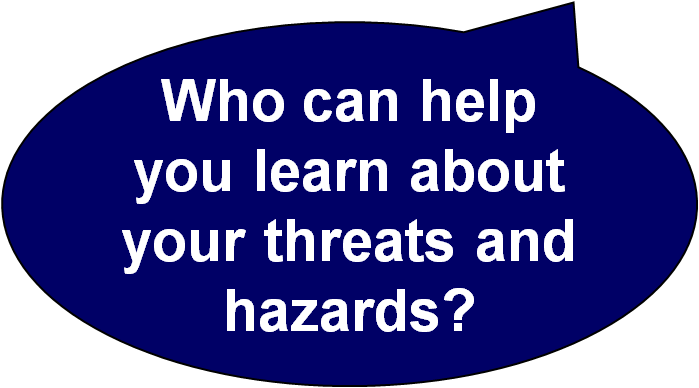 Who can help
you learn about
your threats and
hazards?